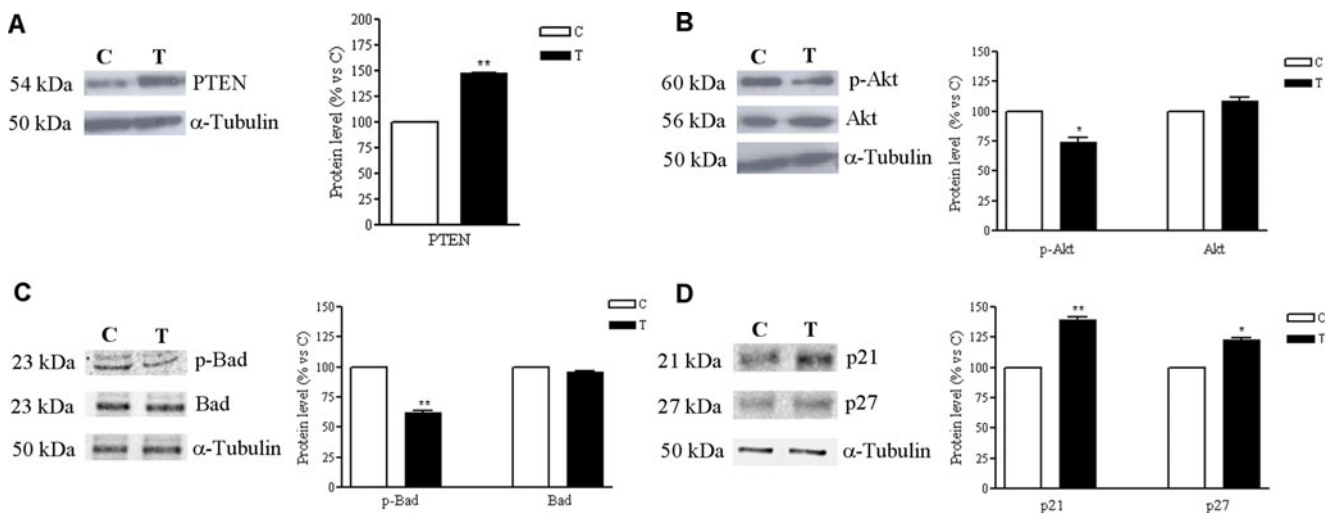 A
C T
54 kDa PTEN
50 kDa α-Tubulin
Protein level (% vs C)
200
175
150
125
100
75
50
25
0
**
PTEN
C
T
B
C T
60 kDa p-Akt
56 kDa Akt
50 kDa α-Tubulin
Protein level (% vs C)
150
125
100
75
50
25
0
*
p-Akt Akt
C
T
C
C T
23 kDa p-Bad
23 kDa Bad
50 kDa α-Tubulin
Protein level (% vs C)
150
125
100
75
50
25
0
**
p-Bad Bad
C
T
D
C T
21 kDa p21
27 kDa p27
50 kDa α-Tubulin
Protein level (% vs C)
150
125
100
75
50
25
0
** *
p21 p27
C
T